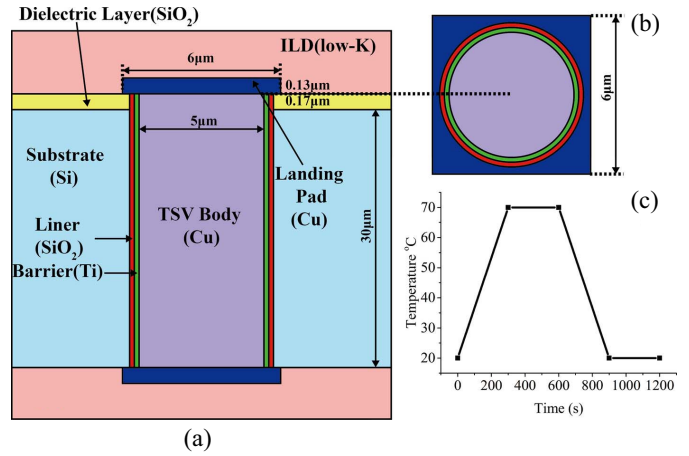 Dielectric Layer(SiO₂)
ILD(low-K)
6μm
0.13μm
0.17μm
5μm
Substrate
(Si)
Landing
Pad
(Cu)
TSV Body
(Cu)
30μm
Liner
(SiO₂)
Barrier(Ti)
(a)
(b)
6μm
(c)
Temperature °C
70
60
50
40
30
20
0 200 400 600 800 1000 1200
Time (s)